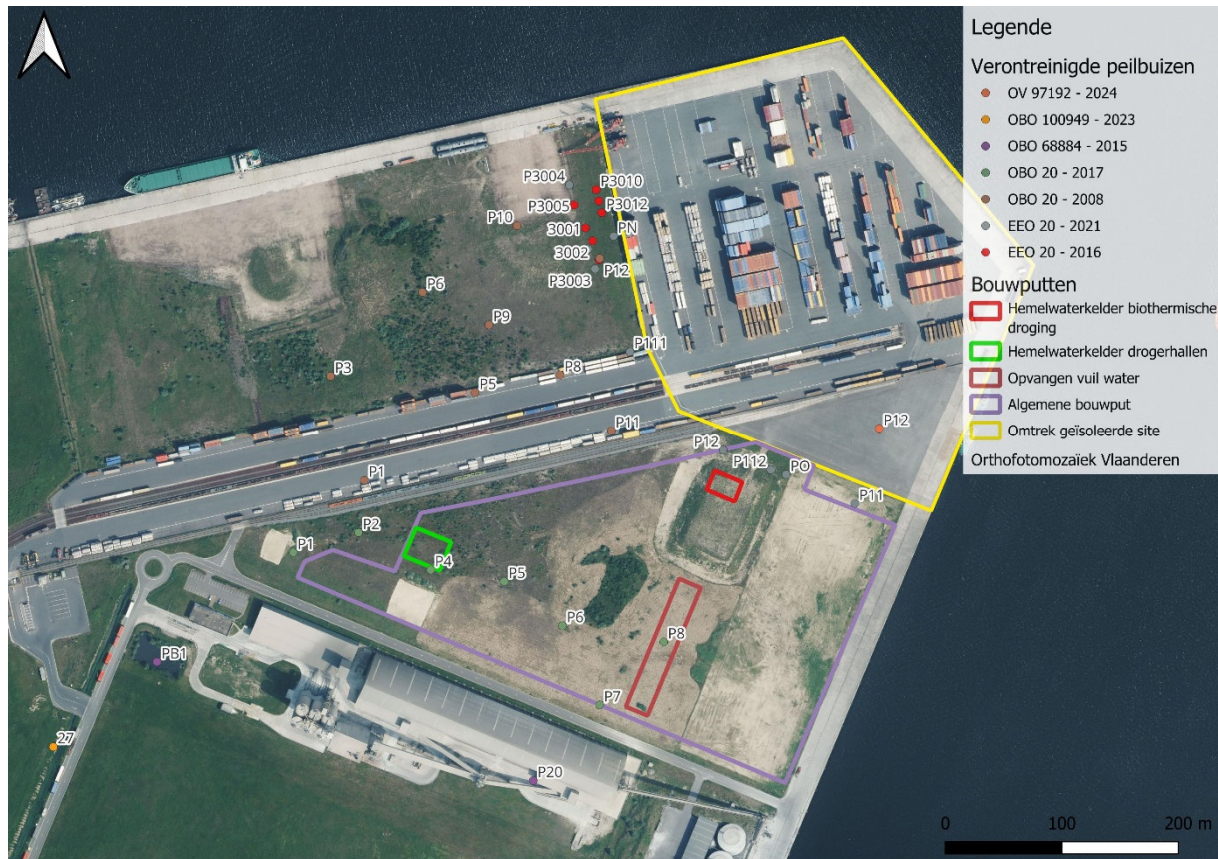 Legende
Verontreinigde peilbuizen
OV 97192 - 2024
OBO 100949 - 2023
OBO 68884 - 2015
OBO 20 - 2017
OBO 20 - 2008
EEO 20 - 2021
EEO 20 - 2016
Bouwputten
Hemelwaterkelder biothermische
droging
Hemelwaterkelder drogerhallen
Opvangen vuil water
Algemene bouwput
Omtrek geïsoleerde site
Orthofotomozaïek Vlaanderen
P3004
P3010
P3005
P3012
P10
3001
PN
3002
P12
P3003
P6
P9
P111
P3
P8
P5
P11
P12
P12
P1
P112
PO
P11
P2
P1
P4
P5
P6
P8
PB1
P7
27
P20
0
100
200 m